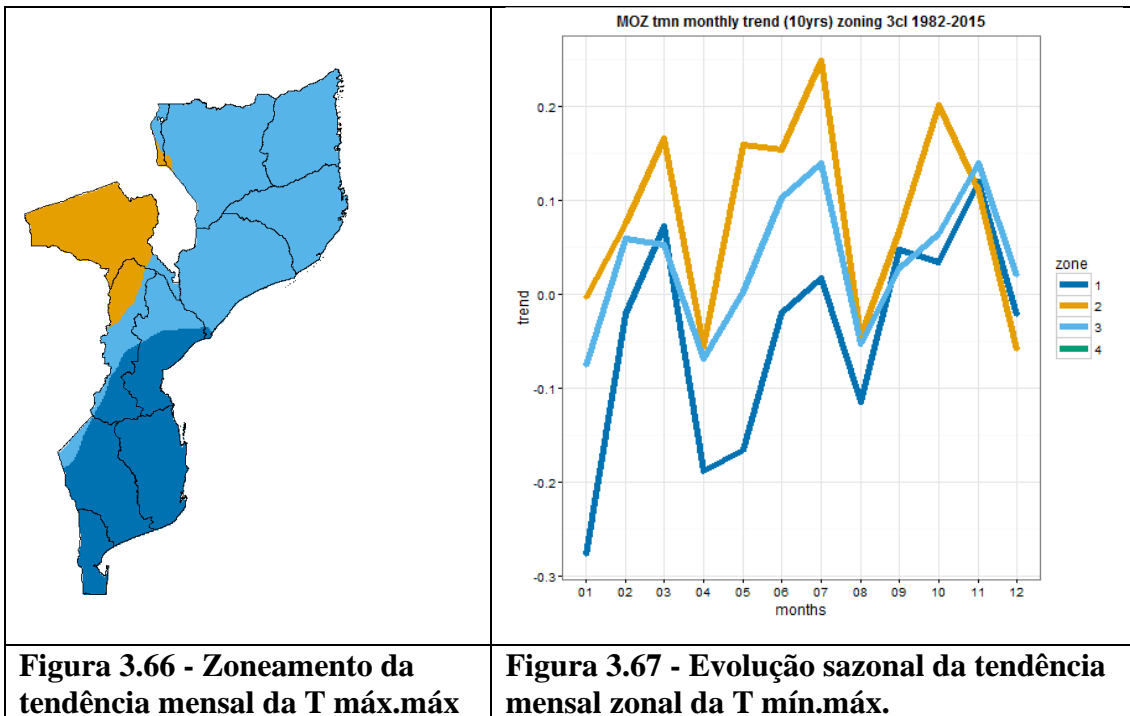 MOZ tmn monthly trend (10yrs) zoning 3cl 1982-2015
0.2
0.1
0.0
-0.1
-0.2
-0.3
trend
01 02 03 04 05 06 07 08 09 10 11 12
months
zone
1
2
3
4
Figura 3.66 - Zoneamento da
tendência mensal da T máx.máx
Figura 3.67 - Evolução sazonal da tendência
mensal zonal da T mín.máx.